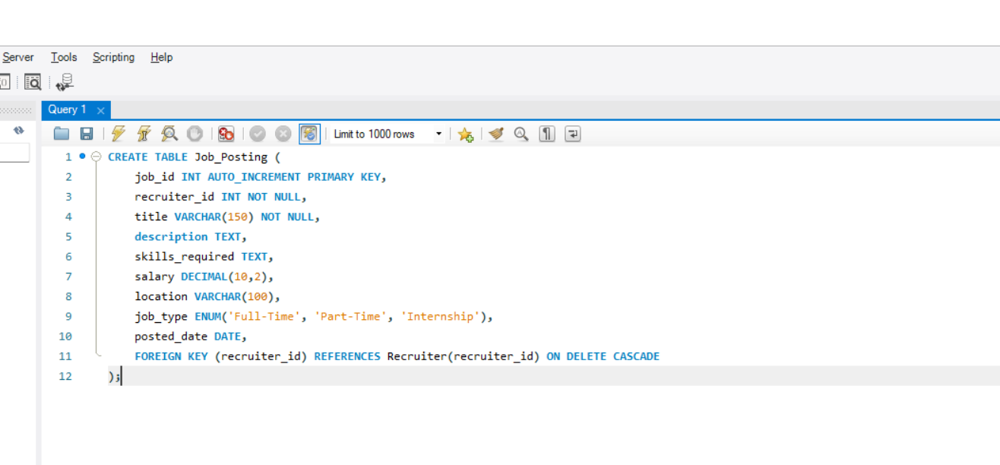 Server Tools Scripting Help
Query 1
Limit to 1000 rows
1 CREATE TABLE Job_Posting (
2 job_id INT AUTO_INCREMENT PRIMARY KEY,
3 recruiter_id INT NOT NULL,
4 title VARCHAR(150) NOT NULL,
5 description TEXT,
6 skills_required TEXT,
7 salary DECIMAL(10,2),
8 location VARCHAR(100),
9 job_type ENUM('Full-Time', 'Part-Time', 'Internship'),
10 posted_date DATE,
11 FOREIGN KEY (recruiter_id) REFERENCES Recruiter(recruiter_id) ON DELETE CASCADE
12 );